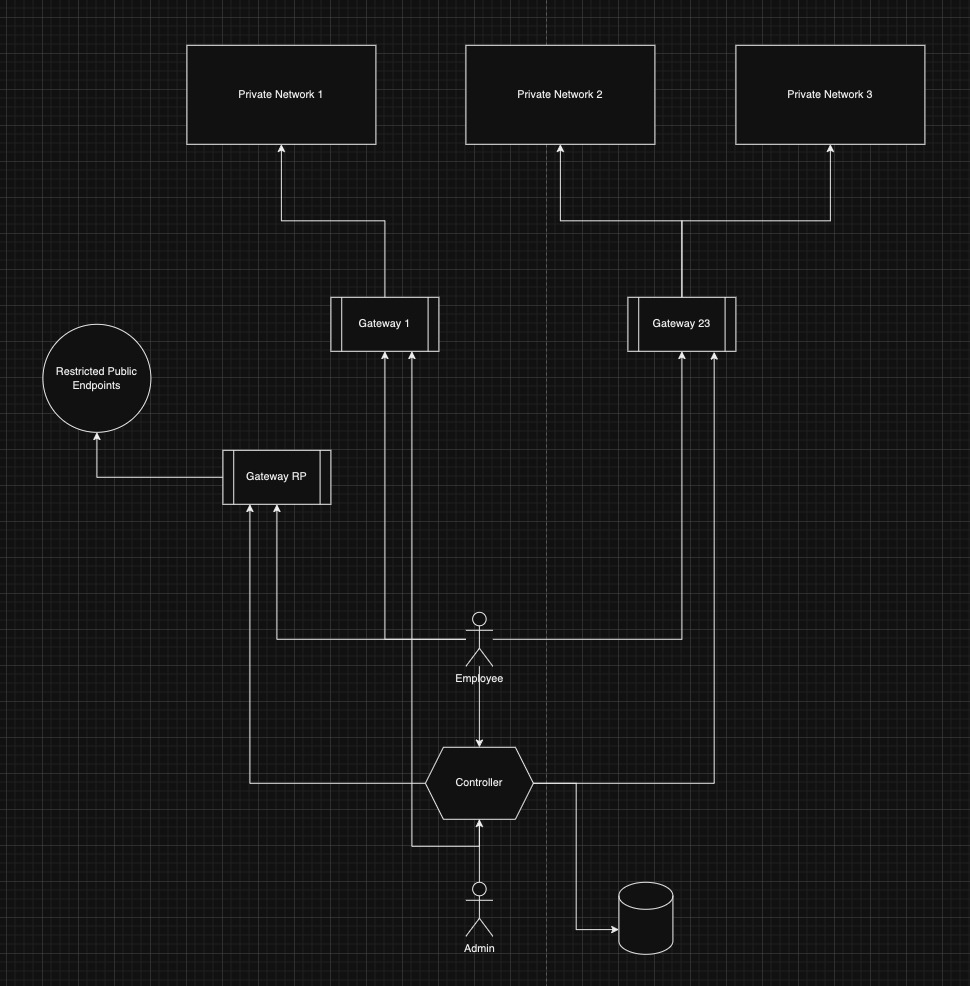 Private Network 1
Private Network 2
Private Network 3
Gateway 1
Gateway 23
Restricted Public
Endpoints
Gateway RP
Employee
Controller
Admin